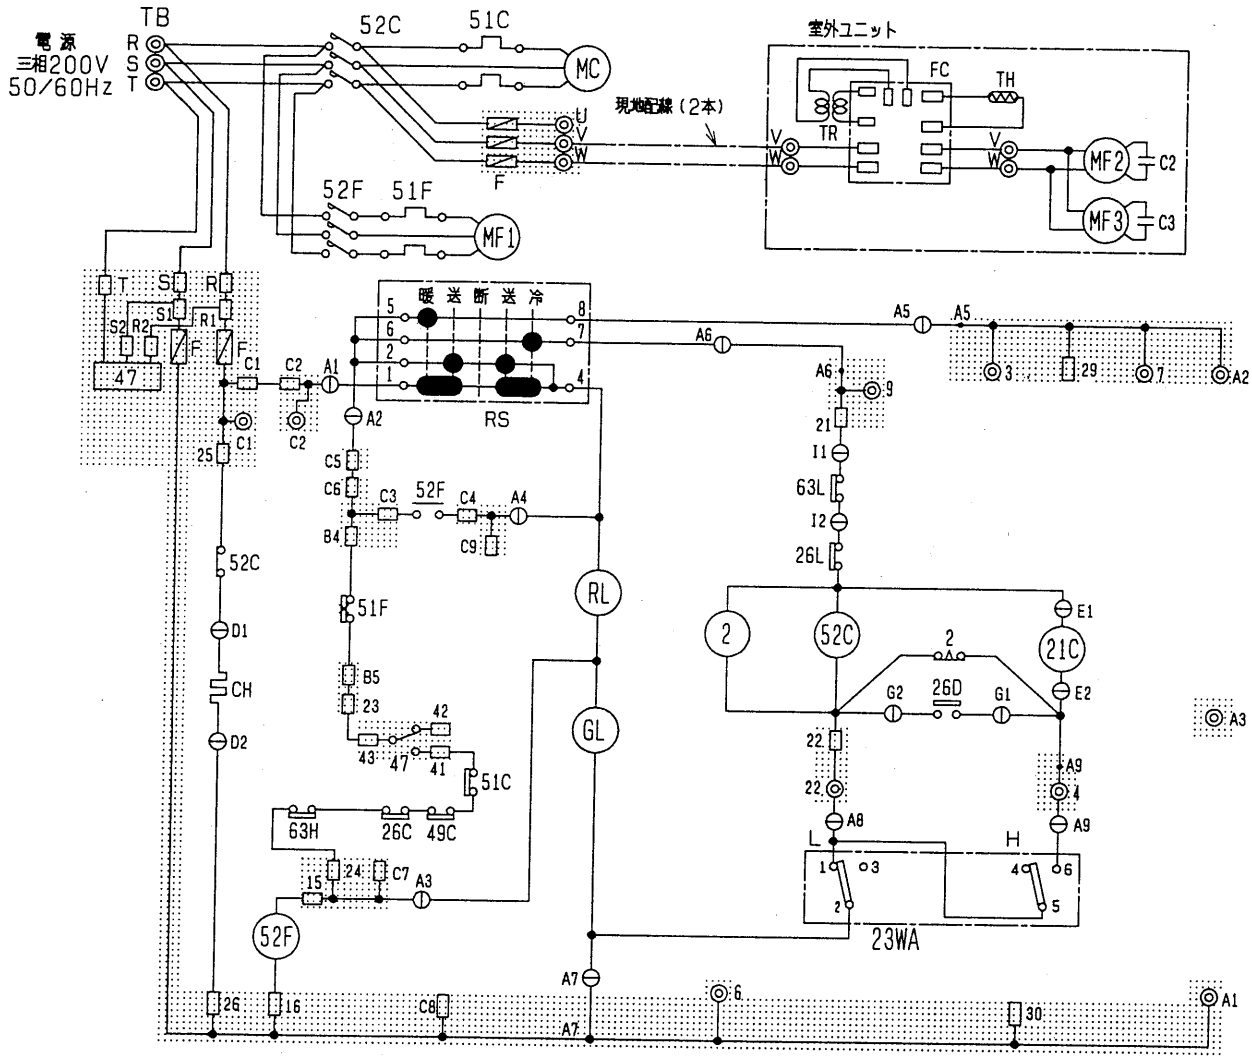 TB
電源
三相200V
50/60Hz
R
S
T
52C
51C
MC
室外ユニット
FC
TH
TR
現地配線(2本)
U
V
W
F
V
W
V
W
MF2
C2
MF3
C3
52F
51F
MF1
T
S
R
S1
S2
R2
R1
F
F
47
C1
C2
A1
C1
C2
A2
暖 送 断 送 冷
5
6
2
1
8
7
4
RS
A5
A5
A6
A6
9
3
29
7
A2
25
C5
C6
C3
52F
C4
A4
C9
B4
21
I1
63L
I2
26L
52C
51F
RL
D1
CH
D2
B5
23
43
42
47
41
51C
GL
63H
26C
49C
2
52C
E1
21C
E2
2
G2
26D
G1
22
22
A8
A9
4
A9
A3
L
H
1
3
2
4
6
5
23WA
15
24
C7
A3
52F
26
16
C8
A7
A7
6
30
A1